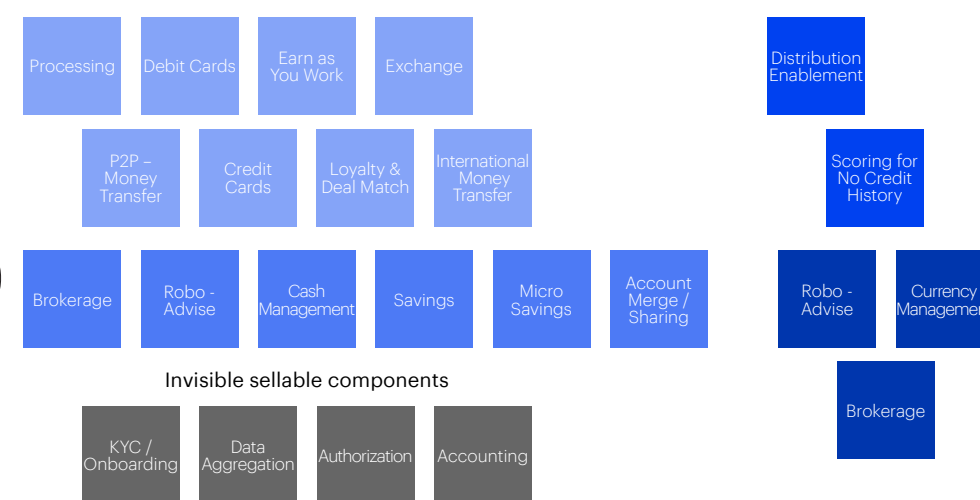 Processing
Debit Cards
Earn as
You Work
Exchange
Distribution
Enablement
P2P –
Money
Transfer
Credit
Cards
Loyalty &
Deal Match
International
Money
Transfer
Scoring for
No Credit
History
Brokerage
Robo -
Advise
Cash
Management
Savings
Micro
Savings
Account
Merge /
Sharing
Robo -
Advise
Currency
Brokerage
Invisible sellable components
KYC /
Onboarding
Data
Aggregation
Authorization
Accounting